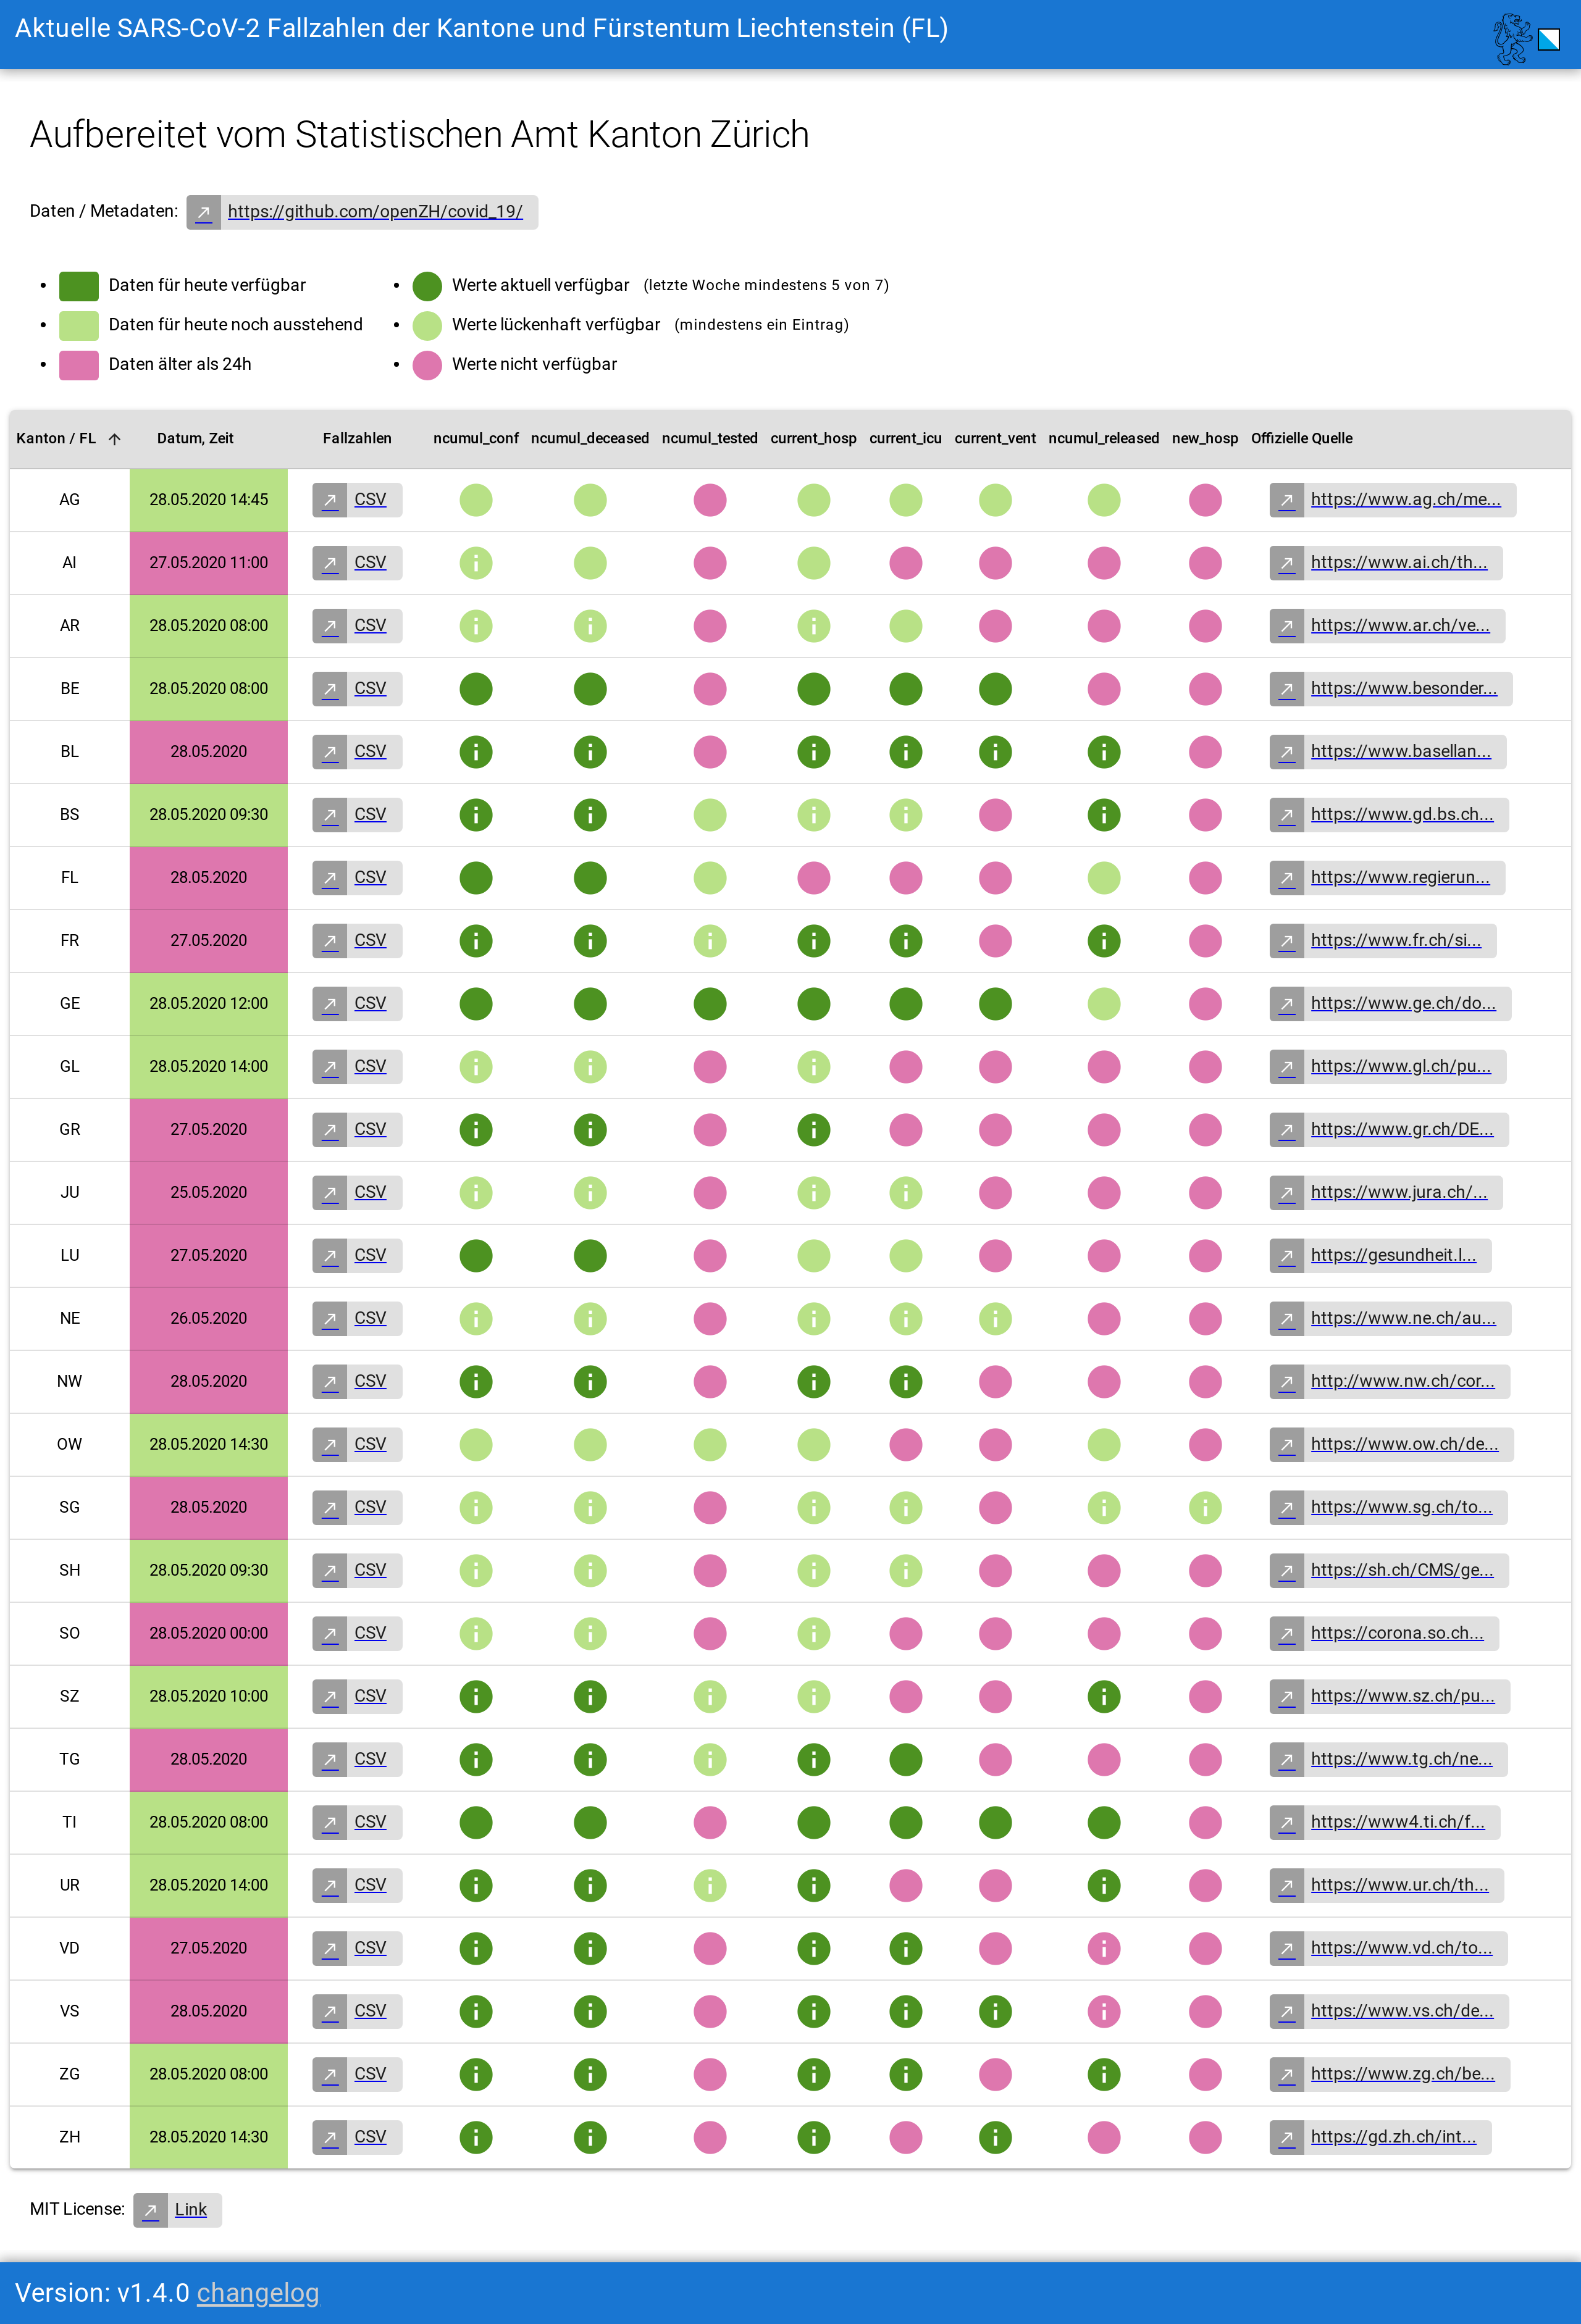 Aktuelle SARS-CoV-2 Fallzahlen der Kantone und Fürstentum Liechtenstein (FL)
Aufbereitet vom Statistischen Amt Kanton Zürich
Daten / Metadaten: https://github.com/openZH/covid_19/
Daten für heute verfügbar
Daten für heute noch ausstehend
Daten älter als 24h
Werte aktuell verfügbar (letzte Woche mindestens 5 von 7)
Werte lückenhaft verfügbar (mindestens ein Eintrag)
Werte nicht verfügbar
Kanton / FL Datum, Zeit Fallzahlen ncumul_conf ncumul_deceased ncumul_tested current_hosp current_icu current_vent ncumul_released new_hosp Offizielle Quelle
AG 28.05.2020 14:45 CSV https://www.ag.ch/me...
AI 27.05.2020 11:00 CSV https://www.ai.ch/th...
AR 28.05.2020 08:00 CSV https://www.ar.ch/ve...
BE 28.05.2020 08:00 CSV https://www.besonder...
BL 28.05.2020 CSV https://www.basellan...
BS 28.05.2020 09:30 CSV https://www.gd.bs.ch...
FL 28.05.2020 CSV https://www.regierun...
FR 27.05.2020 CSV https://www.fr.ch/si...
GE 28.05.2020 12:00 CSV https://www.ge.ch/do...
GL 28.05.2020 14:00 CSV https://www.gl.ch/pu...
GR 27.05.2020 CSV https://www.gr.ch/DE...
JU 25.05.2020 CSV https://www.jura.ch/...
LU 27.05.2020 CSV https://gesundheit.l...
NE 26.05.2020 CSV https://www.ne.ch/au...
NW 28.05.2020 CSV http://www.nw.ch/cor...
OW 28.05.2020 14:30 CSV https://www.ow.ch/de...
SG 28.05.2020 CSV https://www.sg.ch/to...
SH 28.05.2020 09:30 CSV https://sh.ch/CMS/ge...
SO 28.05.2020 00:00 CSV https://corona.so.ch...
SZ 28.05.2020 10:00 CSV https://www.sz.ch/pu...
TG 28.05.2020 CSV https://www.tg.ch/ne...
TI 28.05.2020 08:00 CSV https://www4.ti.ch/f...
UR 28.05.2020 14:00 CSV https://www.ur.ch/th...
VD 27.05.2020 CSV https://www.vd.ch/to...
VS 28.05.2020 CSV https://www.vs.ch/de...
ZG 28.05.2020 08:00 CSV https://www.zg.ch/be...
ZH 28.05.2020 14:30 CSV https://gd.zh.ch/int...
MIT License: Link
Version: v1.4.0 changelog